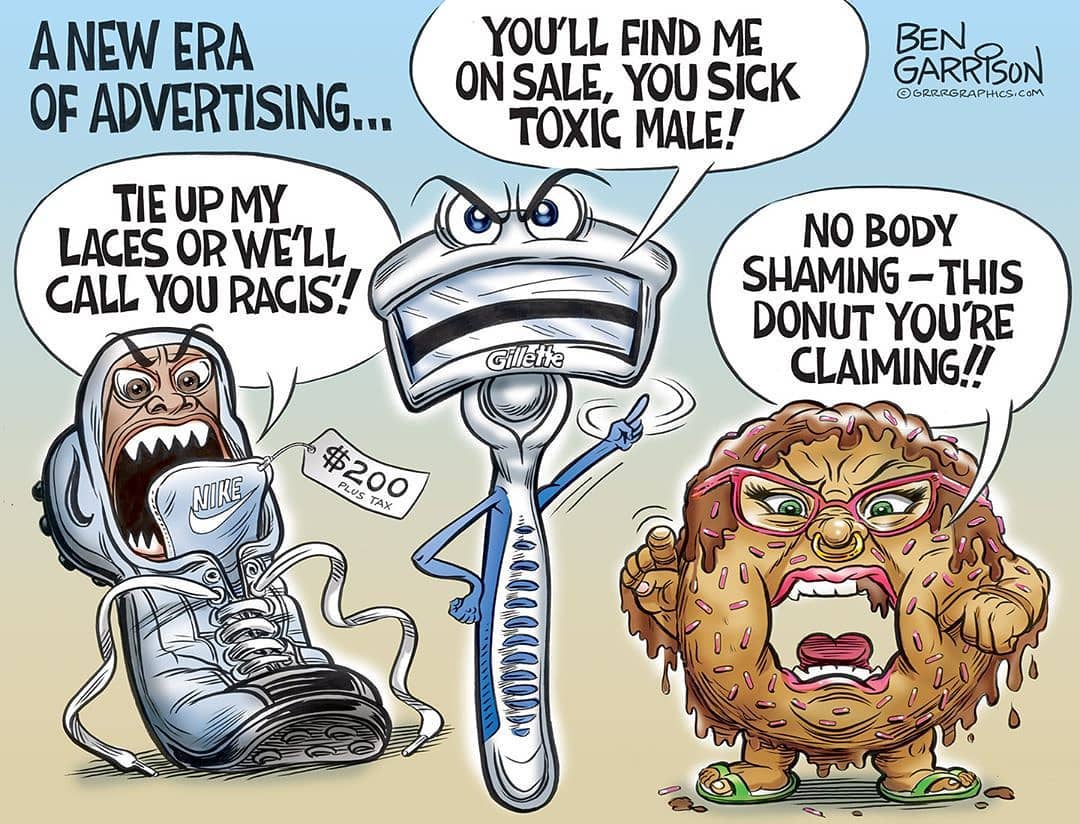 A NEW ERA
OF ADVERTISING...
YOU'LL FIND ME
ON SALE, YOU SICK
TOXIC MALE!
BEN
GARRISON
© GRRRGRAPHICS.COM
TIE UP MY
LACES OR WE'LL
CALL YOU RACIS'!
NO BODY
SHAMING – THIS
DONUT YOU'RE
CLAIMING!!
Gillette
$200
PLUS TAX
NIKE